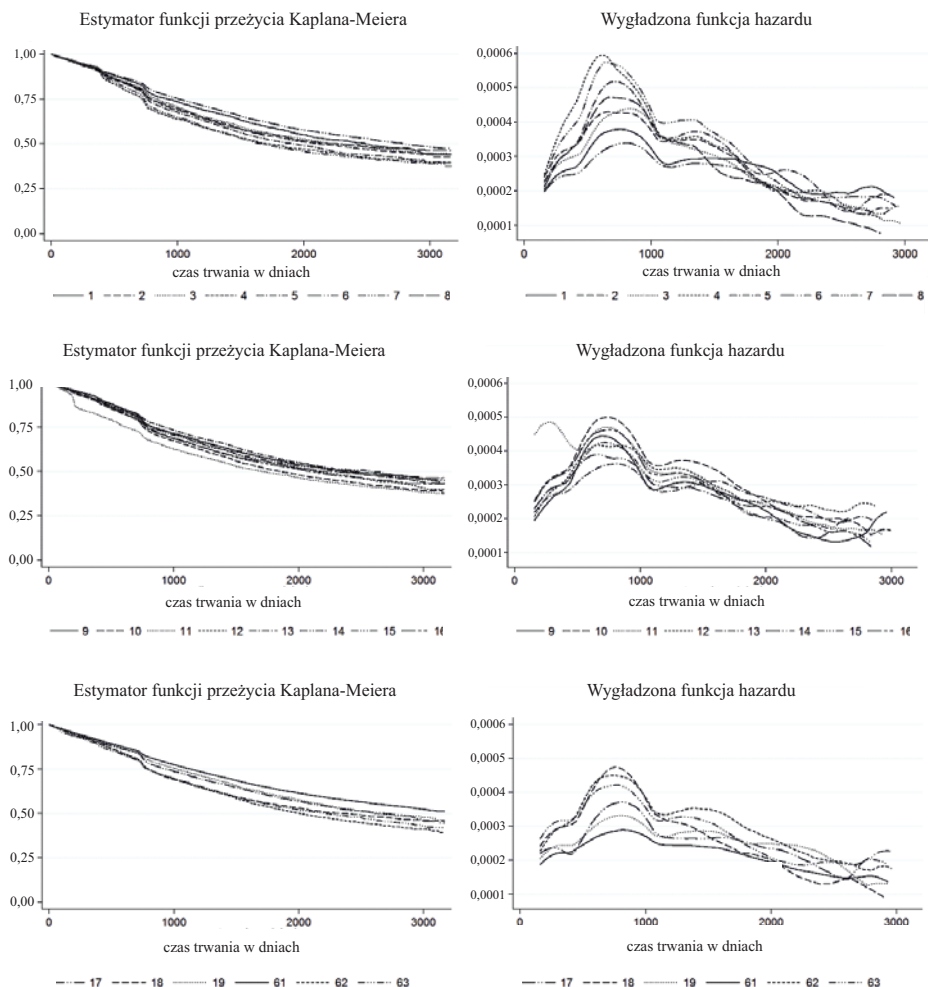 Estymator funkcji przeżycia Kaplana-Meiera
1,00
0,75
0,50
0,25
0,00
0 1000 2000 3000
czas trwania w dniach
1 2 3 4 5 6 7 8
Wygładzona funkcja hazardu
0,0006
0,0005
0,0004
0,0003
0,0002
0,0001
0 1000 2000 3000
czas trwania w dniach
1 2 3 4 5 6 7 8
Estymator funkcji przeżycia Kaplana-Meiera
1,00
0,75
0,50
0,25
0,00
0 1000 2000 3000
czas trwania w dniach
9 10 11 12 13 14 15 16
Wygładzona funkcja hazardu
0,0006
0,0005
0,0004
0,0003
0,0002
0,0001
0 1000 2000 3000
czas trwania w dniach
9 10 11 12 13 14 15 16
Estymator funkcji przeżycia Kaplana-Meiera
1,00
0,75
0,50
0,25
0,00
0 1000 2000 3000
czas trwania w dniach
17 18 19 61 62 63
Wygładzona funkcja hazardu
0,0006
0,0005
0,0004
0,0003
0,0002
0,0001
0 1000 2000 3000
czas trwania w dniach
17 18 19 61 62 63